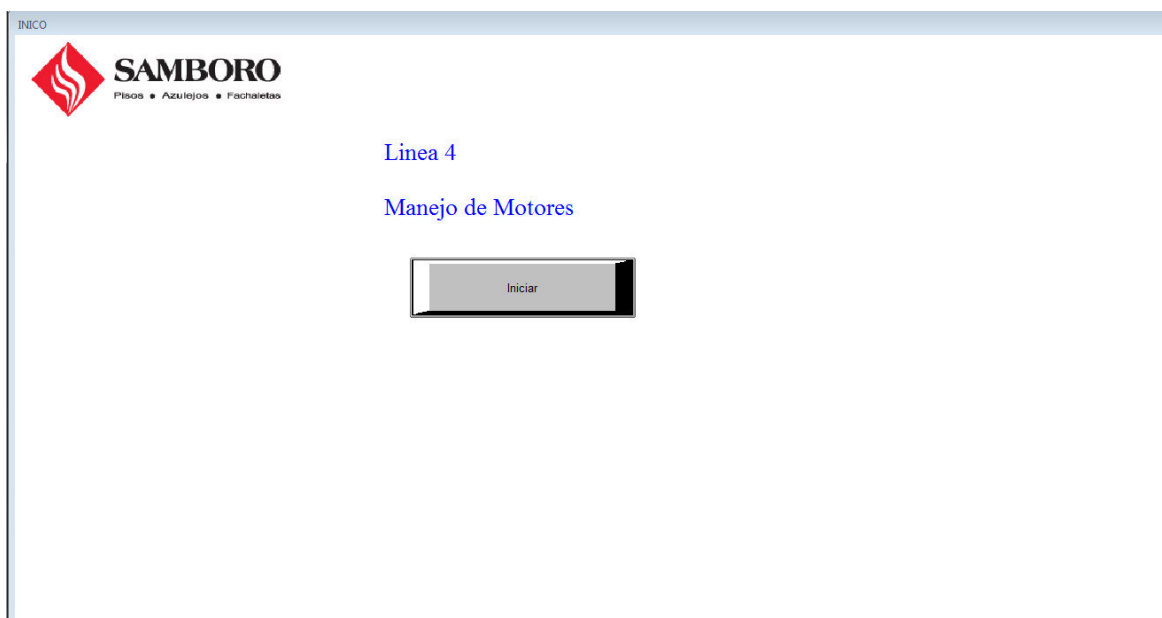 INICO
SAMBORO
Pisos • Azulejos • Fachaletas
Linea 4
Manejo de Motores
Iniciar